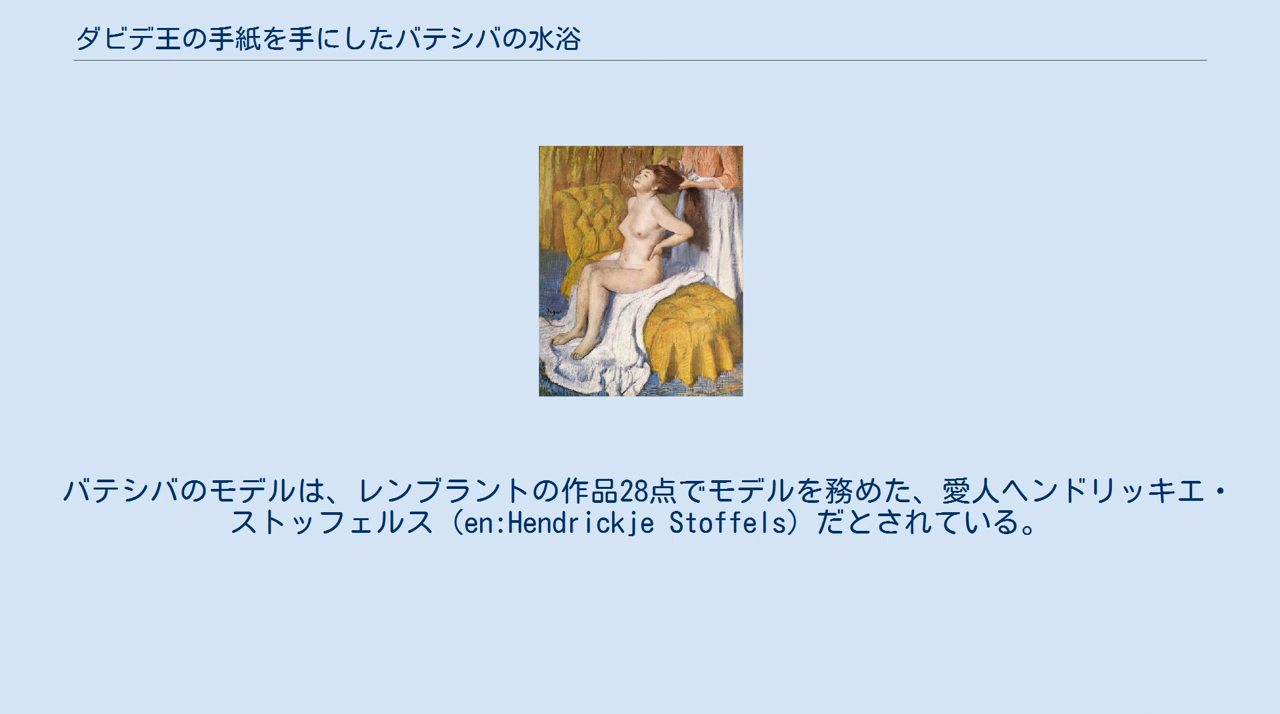 ダビデ王の手紙を手にしたバテシバの水浴
バテシバのモデルは、レンブラントの作品28点でモデルを務めた、愛人ヘンドリッキエ・
ストッフェルス（en:Hendrickje Stoffels）だとされている。